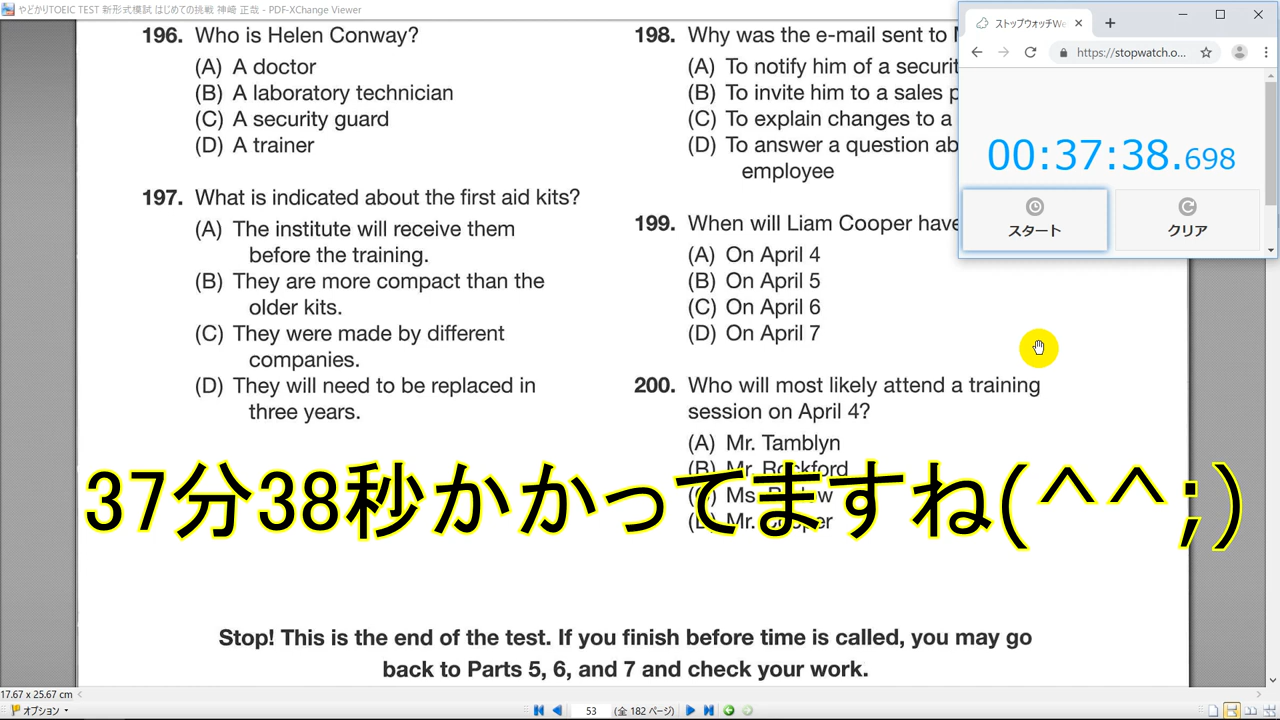 やどかりTOEIC TEST 新形式模試 はじめての挑戦 神崎 正哉 - PDF-XChange Viewer
196. Who is Helen Conway?
(A) A doctor
(B) A laboratory technician
(C) A security guard
(D) A trainer
197. What is indicated about the first aid kits?
(A) The institute will receive them
before the training.
(B) They are more compact than the
older kits.
(C) They were made by different
companies.
(D) They will need to be replaced in
three years.
198. Why was the e-mail sent to
(A) To notify him of a
(B) To invite him to a sales
(C) To explain changes to a
(D) To answer a question
employee
199. When will Liam Cooper have
(A) On April 4
(B) On April 5
(C) On April 6
(D) On April 7
200. Who will most likely attend a training
session on April 4?
(A) Mr. Tamblyn
(B) Mr. Rockford
(C) Ms.
(D) Mr. Cooper
ストップウォッチ
https://stopwatch.o...
00:37:38.698
スタート
クリア
37分38秒かかってますね(^^;)
Stop! This is the end of the test. If you finish before time is called, you may go
back to Parts 5, 6, and 7 and check your work.
17.67 x 25.67 cm
オプション
53
(全 182 ページ)